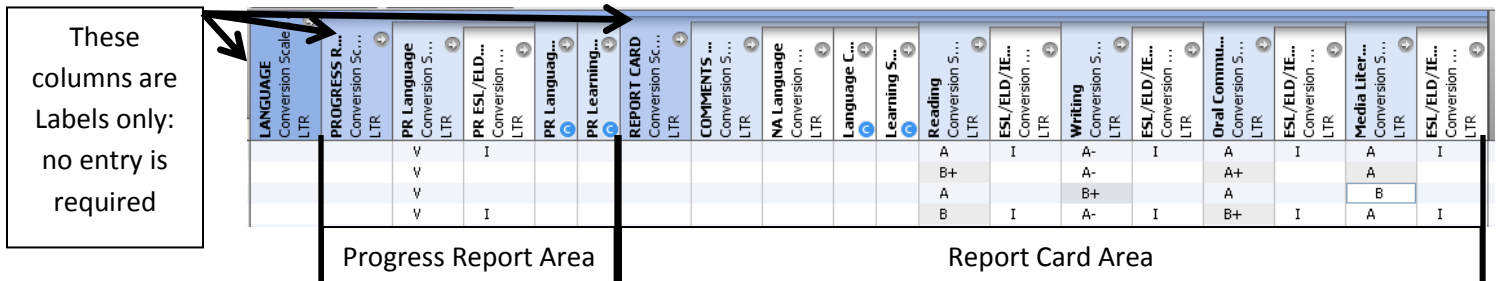 These
columns are
Labels only:
no entry is
required
LANGUAGE
Conversion Scale
LTR
PROGRESS R...
Conversion Sc...
LTR
PR Language
Conversion S...
LTR
PR ESL/ELD...
Conversion ...
LTR
PR Languag...
PR Learning...
REPORT CARD
Conversion Sc...
LTR
COMMENTS ...
Conversion S...
LTR
NA Language
Conversion ...
LTR
Language C...
Learning S...
Reading
Conversion S...
LTR
ESL/ELD/IE...
Conversion ...
LTR
Writing
Conversion S...
LTR
ESL/ELD/IE...
Conversion ...
LTR
Oral Commu...
Conversion S...
LTR
ESL/ELD/IE...
Conversion ...
LTR
Media Liter...
Conversion S...
LTR
ESL/ELD/IE...
Conversion ...
LTR
V I A I A- I A I A I
V B+ A- A+ A
V A B+ A B
V I B I A- I B+ I A I
Progress Report Area
Report Card Area